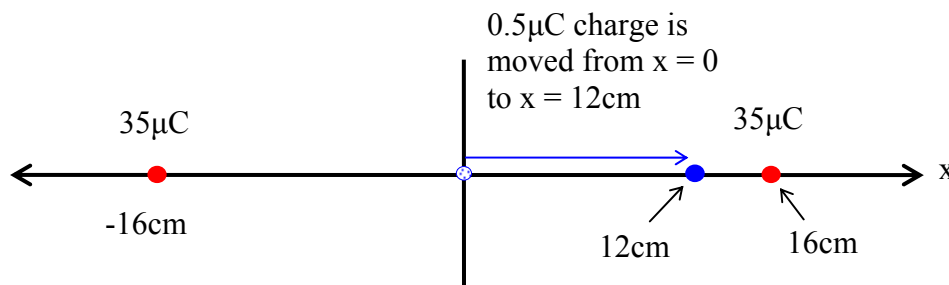 0.5μC charge is
moved from x = 0
to x = 12cm
35μC
35μC
x
-16cm
12cm
16cm